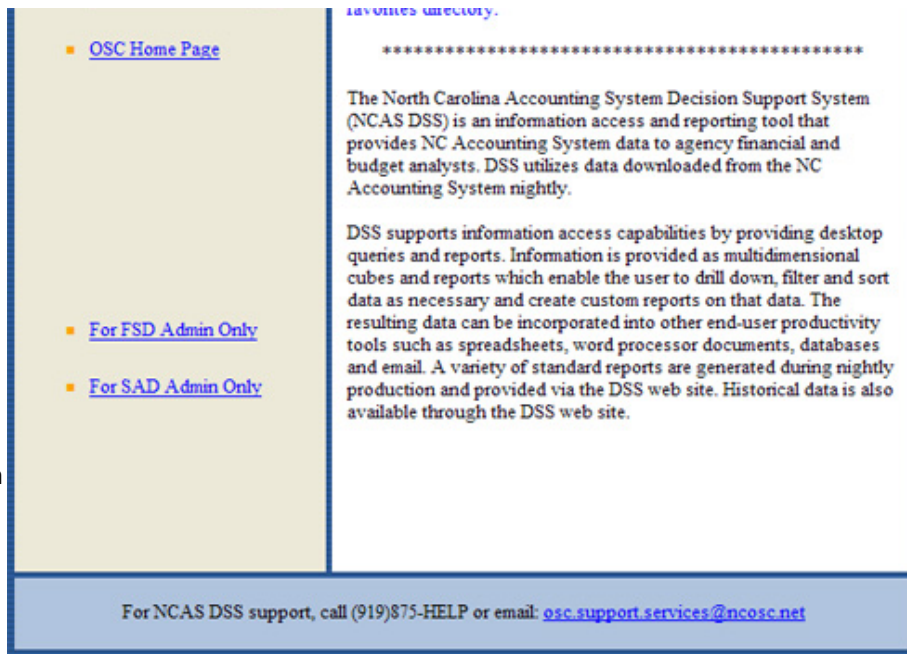 favorites directory.
OSC Home Page
**********************************************
The North Carolina Accounting System Decision Support System
(NCAS DSS) is an information access and reporting tool that
provides NC Accounting System data to agency financial and
budget analysts. DSS utilizes data downloaded from the NC
Accounting System nightly.
DSS supports information access capabilities by providing desktop
queries and reports. Information is provided as multidimensional
cubes and reports which enable the user to drill down, filter and sort
data as necessary and create custom reports on that data. The
resulting data can be incorporated into other end-user productivity
tools such as spreadsheets, word processor documents, databases
and email. A variety of standard reports are generated during nightly
production and provided via the DSS web site. Historical data is also
available through the DSS web site.
For FSD Admin Only
For SAD Admin Only
For NCAS DSS support, call (919)875-HELP or email: osc.support.services@ncosc.net